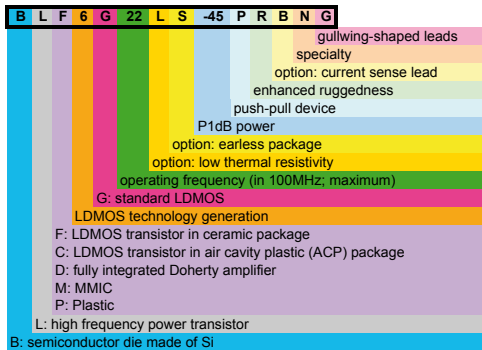 B L F 6 G 22 L S -45 P R B N G
gullwing-shaped leads
specialty
option: current sense lead
enhanced ruggedness
push-pull device
P1dB power
option: earless package
option: low thermal resistivity
operating frequency (in 100MHz; maximum)
G: standard LDMOS
LDMOS technology generation
F: LDMOS transistor in ceramic package
C: LDMOS transistor in air cavity plastic (ACP) package
D: fully integrated Doherty amplifier
M: MMIC
P: Plastic
L: high frequency power transistor
B: semiconductor die made of Si